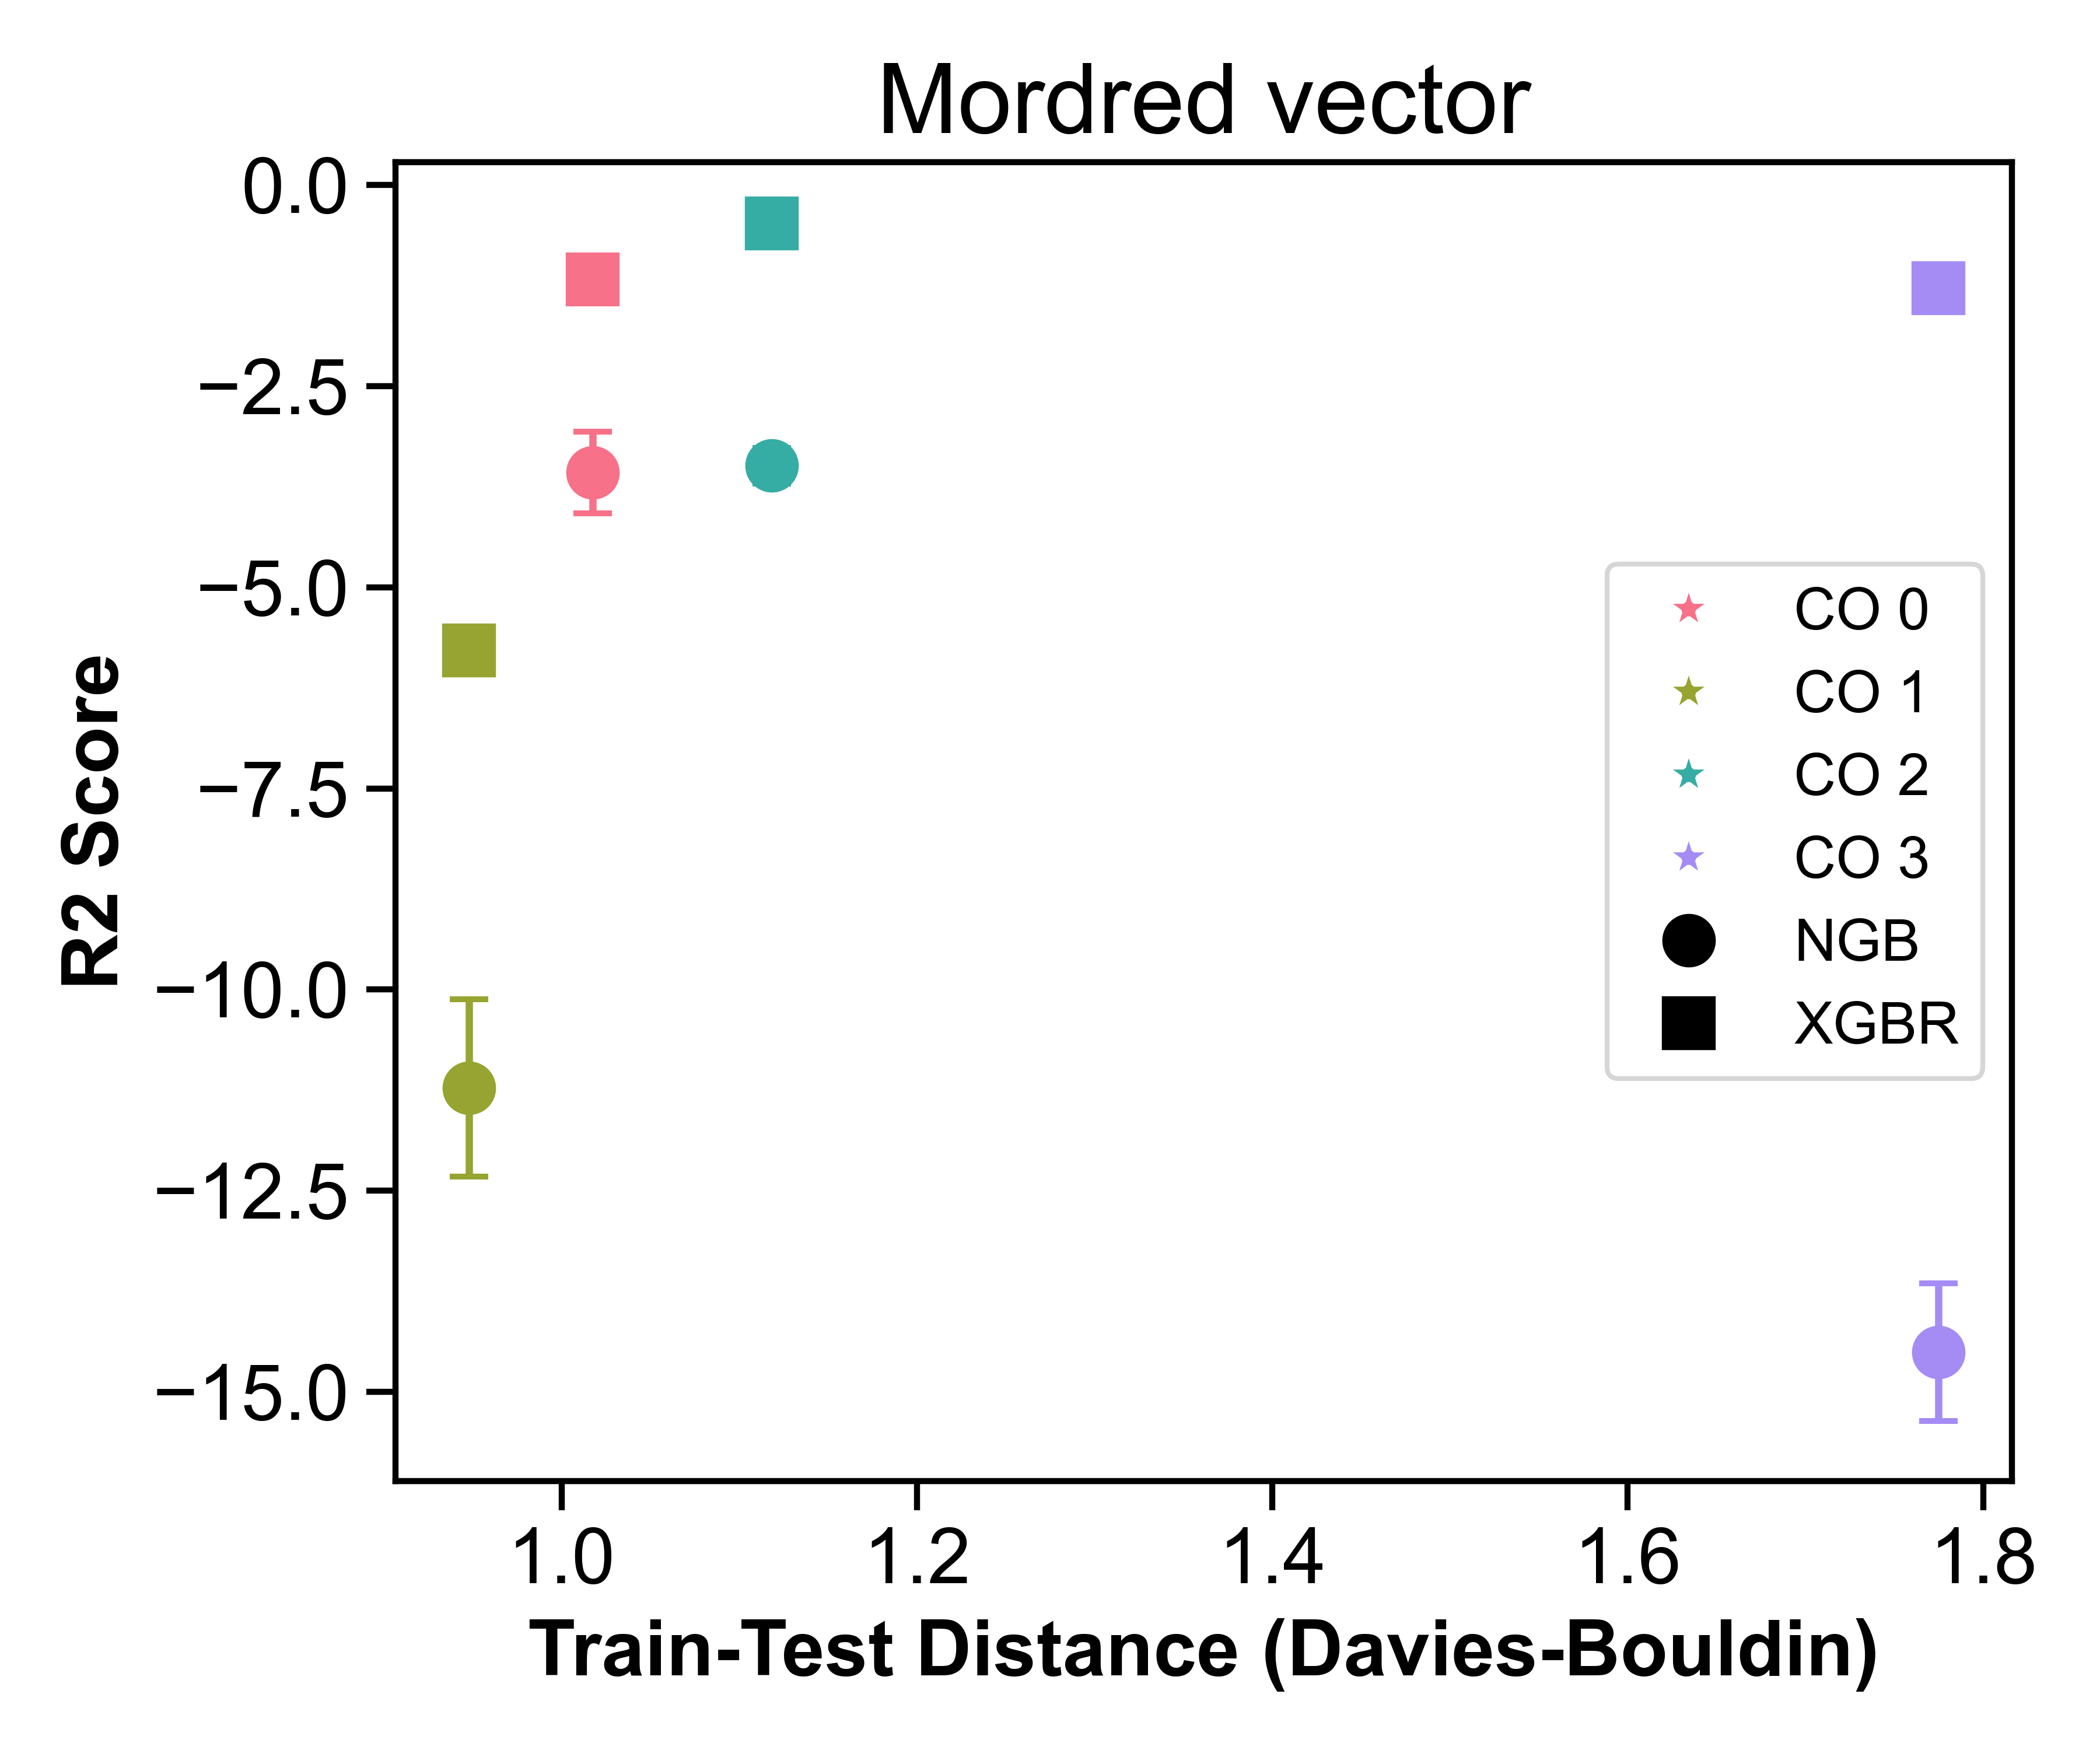 Mordred vector
0.0
−2.5
−5.0
−7.5
−10.0
−12.5
−15.0
R2 Score
CO 0
CO 1
CO 2
CO 3
NGB
XGBR
1.0 1.2 1.4 1.6 1.8
Train-Test Distance (Davies-Bouldin)